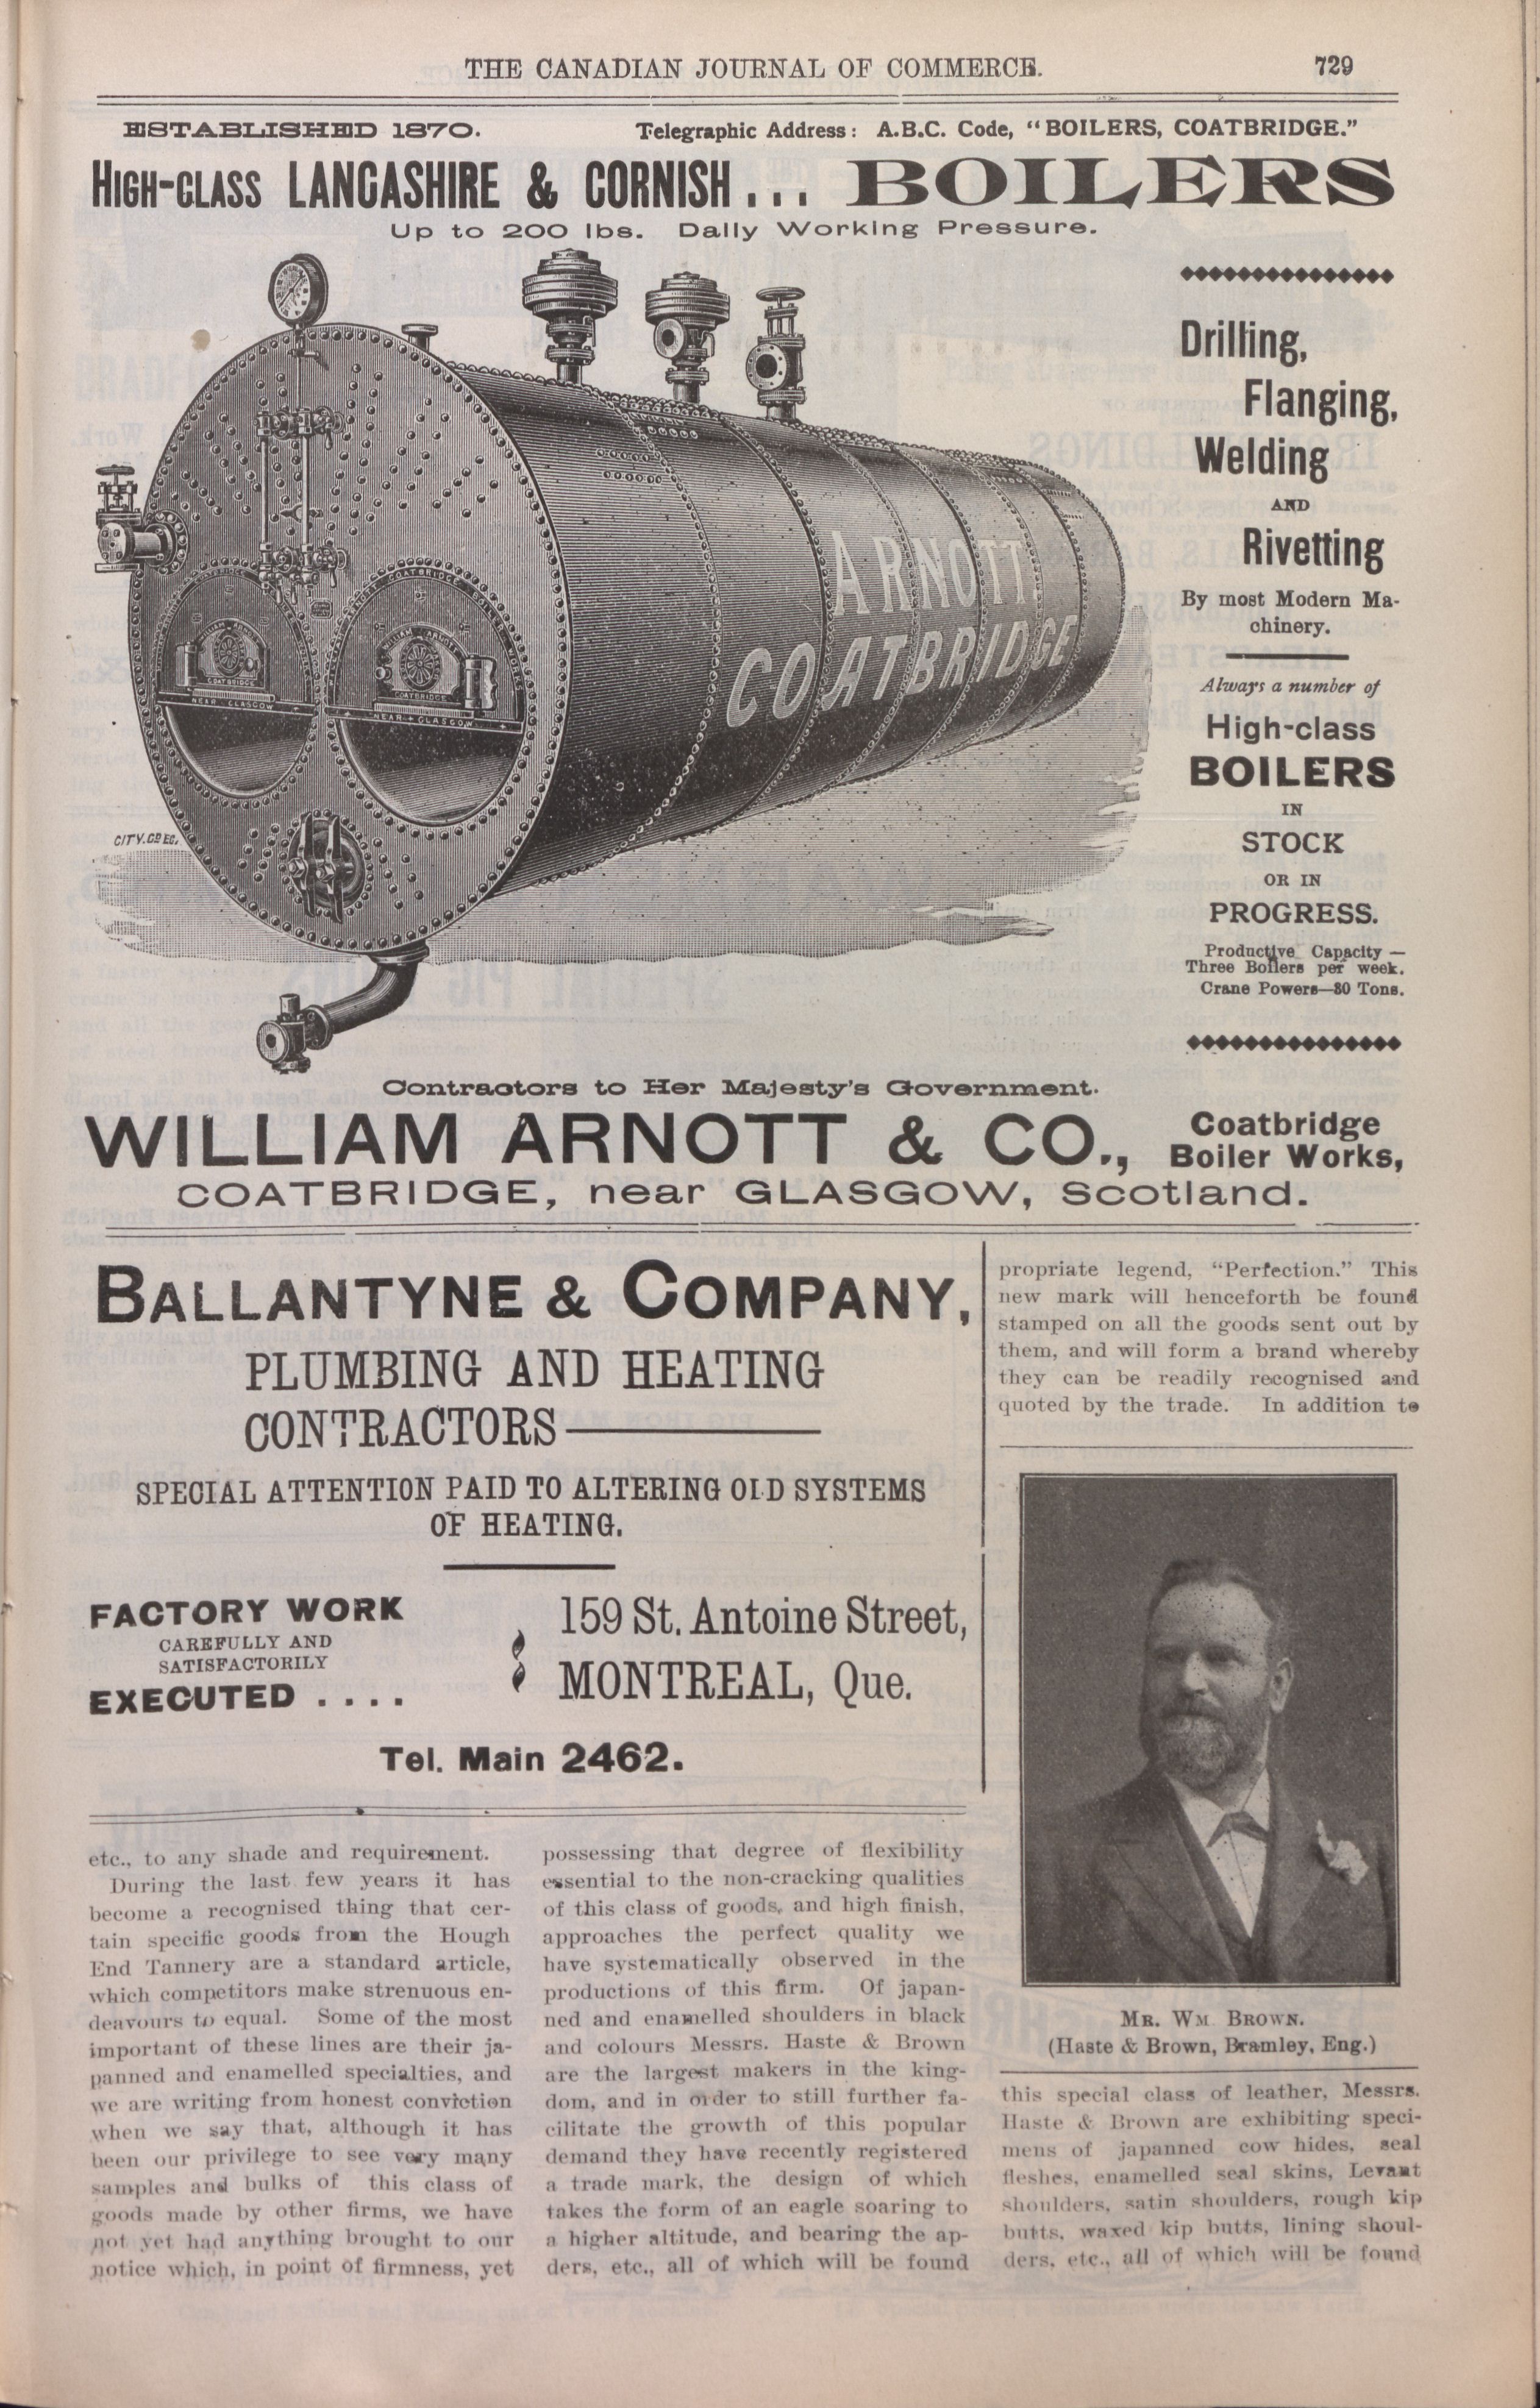 THE CANADIAN JOURNAL OF COMMERCE.
729
ESTABLISHED 1870.
Telegraphic Address: A.B.C. Code, "BOILERS, COATBRIDGE."
HIGH-CLASS LANCASHIRE & CORNISH... BOILERS
Up to 200 lbs. Daily Working Pressure.
ARNOTT
COATBRIDGE
COATBRIDGE
NEAR GLASGOW
COATBRIDGE BOILER WORKS
WILLIAM ARNOTT
COATBRIDGE
NEAR + GLASGOW
CITY.GD EC.
Drilling,
Flanging,
Welding
AND
Rivetting
By most Modern Ma-
chinery.
Always a number of
High-class
BOILERS
IN
STOCK
OR IN
PROGRESS.
Productive Capacity —
Three Boilers per week.
Crane Powers—80 Tons.
Contractors to Her Majesty's Government.
WILLIAM ARNOTT & CO.,
Coatbridge
Boiler Works,
COATBRIDGE, near GLASGOW, Scotland.
BALLANTYNE & COMPANY,
PLUMBING AND HEATING
CONTRACTORS
SPECIAL ATTENTION PAID TO ALTERING OLD SYSTEMS
OF HEATING.
FACTORY WORK
CAREFULLY AND
SATISFACTORILY
EXECUTED ....
159 St. Antoine Street,
MONTREAL, Que.
Tel. Main 2462.
etc., to any shade and requirement.
During the last few years it has
become a recognised thing that cer-
tain specific goods from the Hough
End Tannery are a standard article,
which competitors make strenuous en-
deavours to equal. Some of the most
important of these lines are their ja-
panned and enamelled specialties, and
we are writing from honest conviction
when we say that, although it has
been our privilege to see very many
samples and bulks of this class of
goods made by other firms, we have
not yet had anything brought to our
notice which, in point of firmness, yet
possessing that degree of flexibility
essential to the non-cracking qualities
of this class of goods, and high finish,
approaches the perfect quality we
have systematically observed in the
productions of this firm. Of japan-
ned and enamelled shoulders in black
and colours Messrs. Haste & Brown
are the largest makers in the king-
dom, and in order to still further fa-
cilitate the growth of this popular
demand they have recently registered
a trade mark, the design of which
takes the form of an eagle soaring to
a higher altitude, and bearing the ap-
ders, etc., all of which will be found
propriate legend, "Perfection." This
new mark will henceforth be found
stamped on all the goods sent out by
them, and will form a brand whereby
they can be readily recognised and
quoted by the trade. In addition to
MR. WM BROWN.
(Haste & Brown, Bramley, Eng.)
this special class of leather, Messrs.
Haste & Brown are exhibiting speci-
mens of japanned cow hides, seal
fleshes, enamelled seal skins, Levant
shoulders, satin shoulders, rough kip
butts, waxed kip butts, lining shoul-
ders, etc., all of which will be found